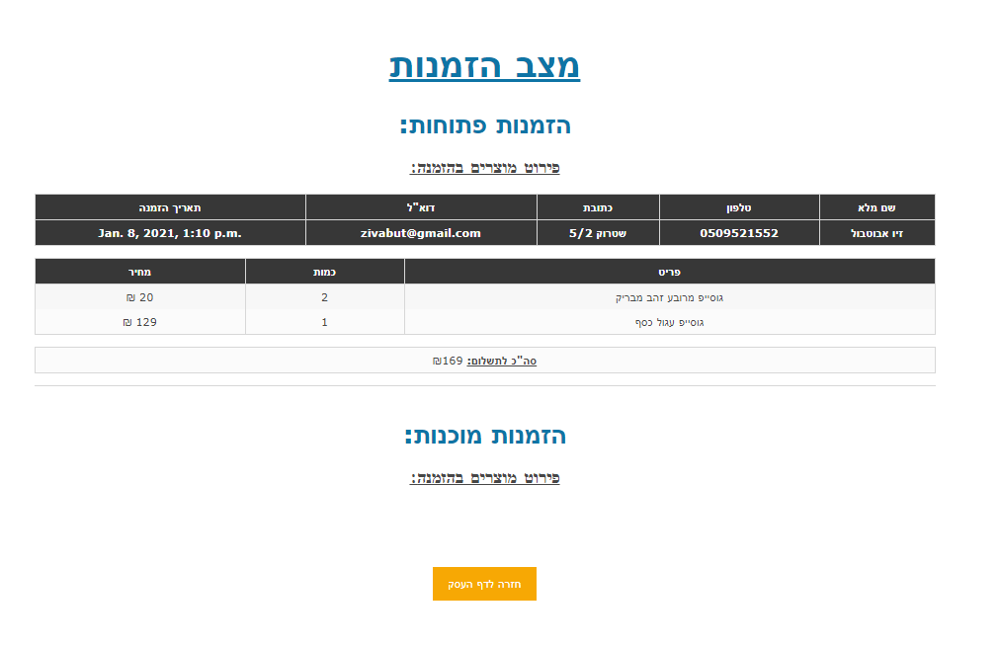 מצב הזמנות
הזמנות פתוחות:
פירוט מוצרים בהזמנה:
שם מלא טלפון כתובת דוא"ל תאריך הזמנה
זיו אבוטבול 0509521552 שטרוק 5/2 zivabut@gmail.com Jan. 8, 2021, 1:10 p.m.
פריט כמות מחיר
גוסייפ מרובע זהב מבריק 2 20 ₪
גוסייפ עגול כסף 1 129 ₪
סה"כ לתשלום: 169₪
הזמנות מוכנות:
פירוט מוצרים בהזמנה:
חזרה לדף העסק